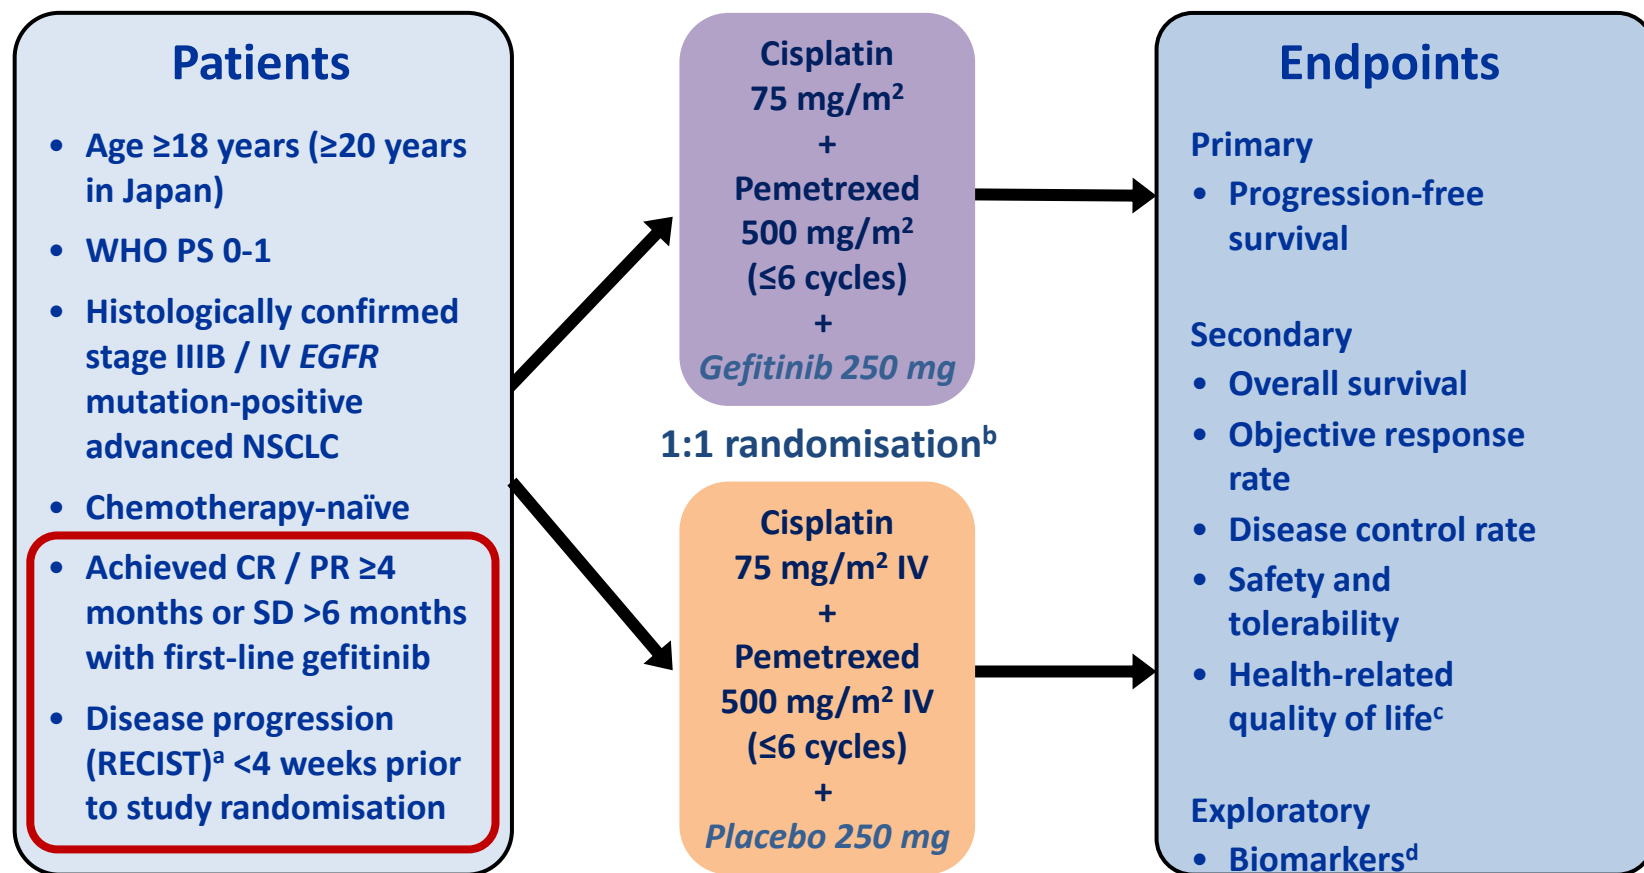 Patients
• Age ≥18 years (≥20 years
in Japan)
• WHO PS 0-1
• Histologically confirmed
stage IIIB / IV EGFR
mutation-positive
advanced NSCLC
• Chemotherapy-naïve
• Achieved CR / PR ≥4
months or SD >6 months
with first-line gefitinib
• Disease progression
(RECIST)ᵃ <4 weeks prior
to study randomisation
Cisplatin
75 mg/m²
+
Pemetrexed
500 mg/m²
(≤6 cycles)
+
Gefitinib 250 mg
1:1 randomisationᵇ
Cisplatin
75 mg/m² IV
+
Pemetrexed
500 mg/m² IV
(≤6 cycles)
+
Placebo 250 mg
Endpoints
Primary
• Progression-free
survival
Secondary
• Overall survival
• Objective response
rate
• Disease control rate
• Safety and
tolerability
• Health-related
quality of lifeᶜ
Exploratory
• Biomarkersᵈ